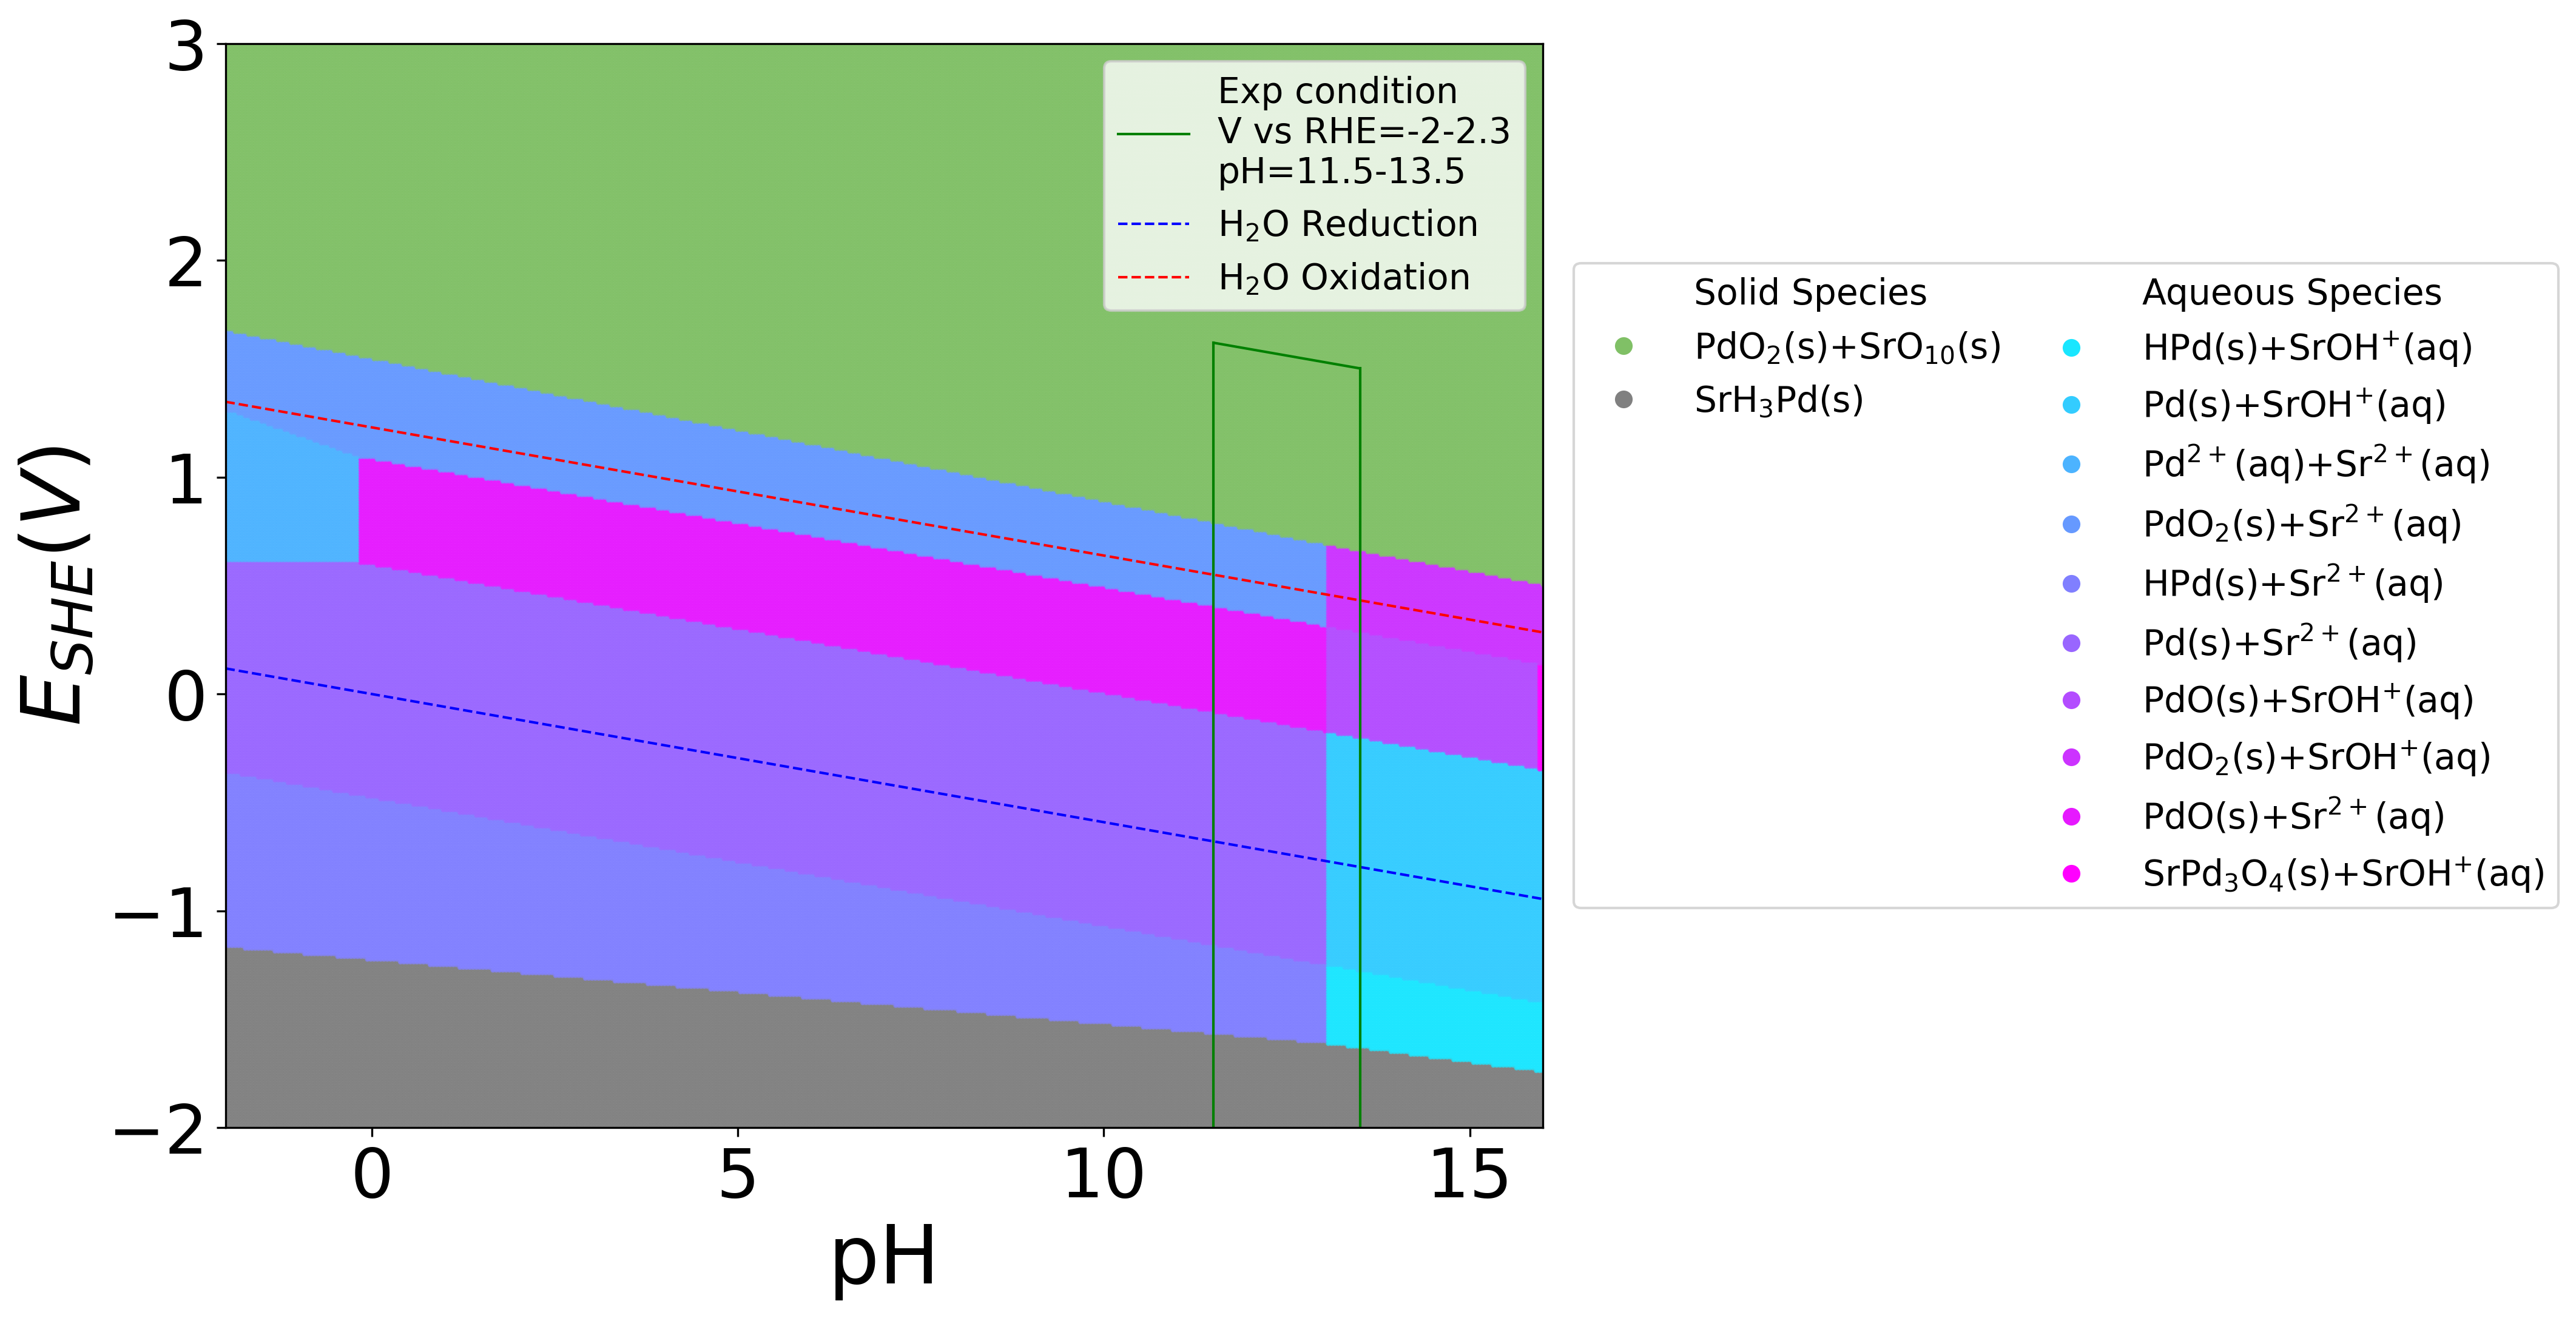 3
2
1
0
−1
−2
E_SHE(V)
0
5
10
15
pH
Exp condition
V vs RHE=-2-2.3
pH=11.5-13.5
H₂O Reduction
H₂O Oxidation
Solid Species
PdO₂(s)+SrO₁₀(s)
SrH₃Pd(s)
Aqueous Species
HPd(s)+SrOH⁺(aq)
Pd(s)+SrOH⁺(aq)
Pd²⁺(aq)+Sr²⁺(aq)
PdO₂(s)+Sr²⁺(aq)
HPd(s)+Sr²⁺(aq)
Pd(s)+Sr²⁺(aq)
PdO(s)+SrOH⁺(aq)
PdO₂(s)+SrOH⁺(aq)
PdO(s)+Sr²⁺(aq)
SrPd₃O₄(s)+SrOH⁺(aq)